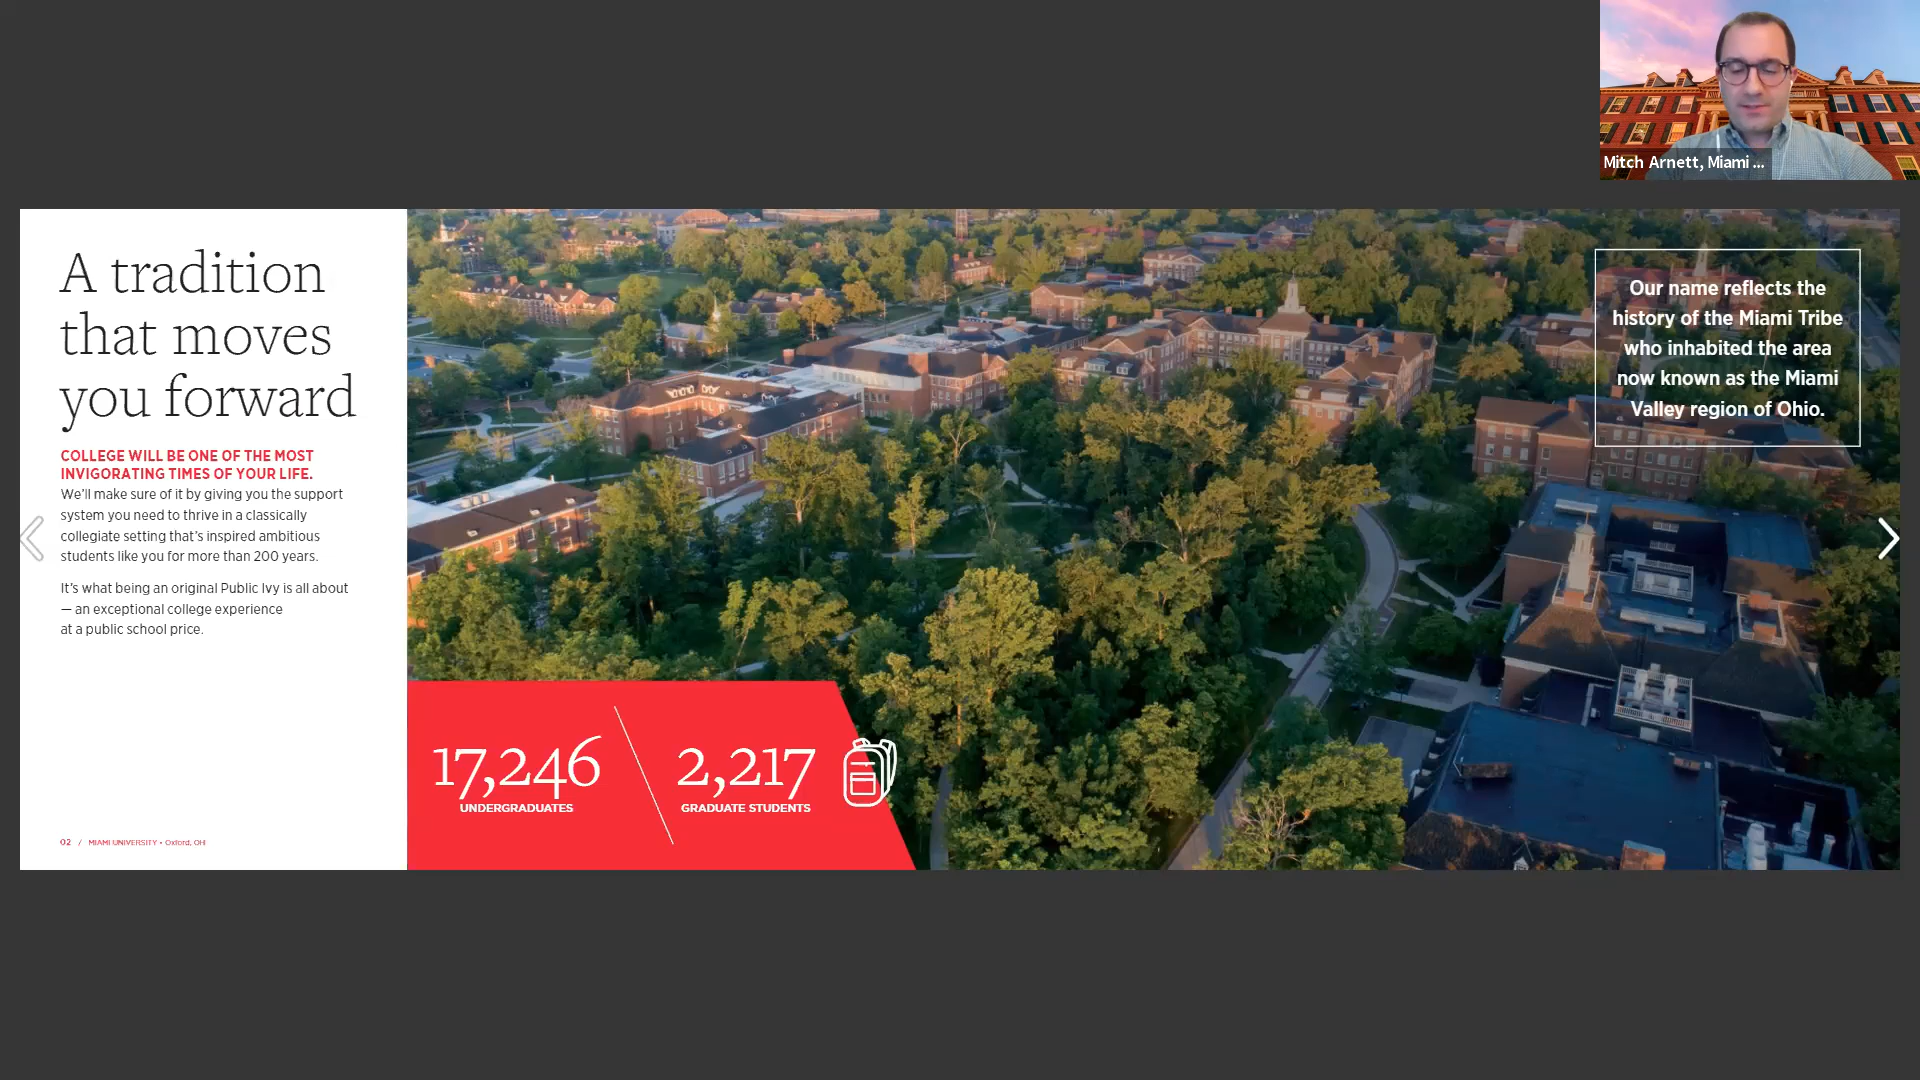 Mitch Arnett, Miami ...
A tradition
that moves
you forward
COLLEGE WILL BE ONE OF THE MOST
INVIGORATING TIMES OF YOUR LIFE.
We'll make sure of it by giving you the support
system you need to thrive in a classically
collegiate setting that's inspired ambitious
students like you for more than 200 years.
It's what being an original Public Ivy is all about
— an exceptional college experience
at a public school price.
02 / MIAMI UNIVERSITY • Oxford, OH
17,246
UNDERGRADUATES
2,217
GRADUATE STUDENTS
Our name reflects the
history of the Miami Tribe
who inhabited the area
now known as the Miami
Valley region of Ohio.